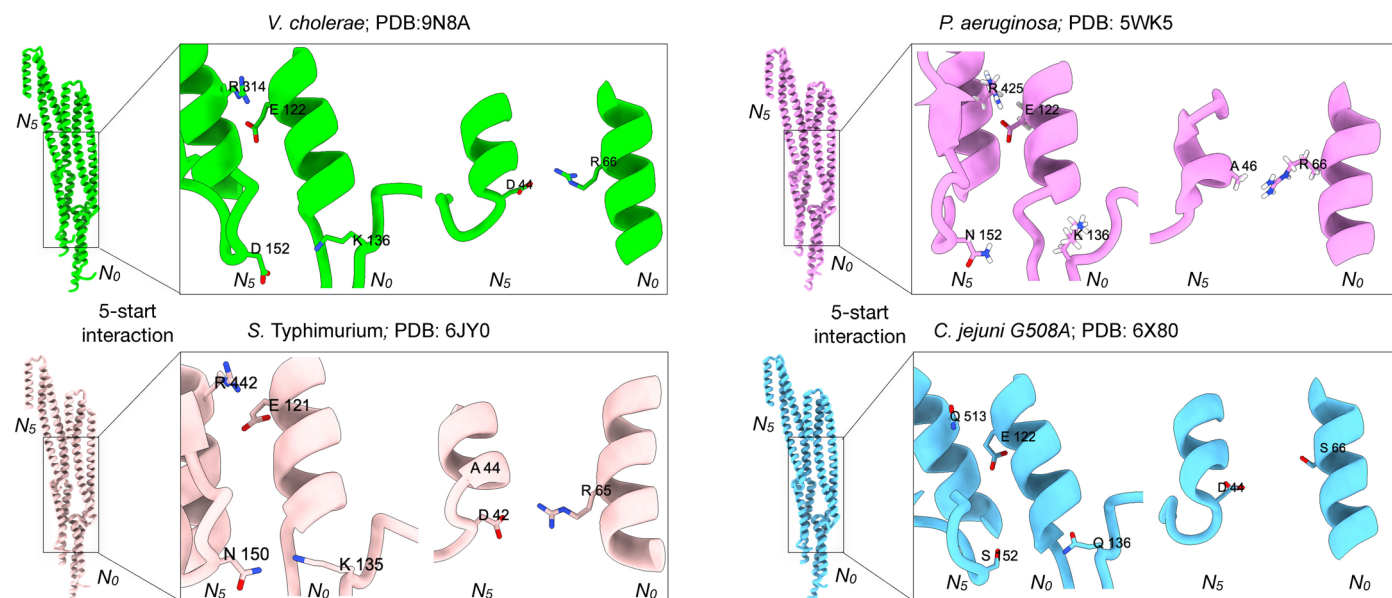 V. cholerae; PDB:9N8A
N5
N0
R 314
E 122
D 152
K 136
N5
N0
D 44
R 66
N5
N0
P. aeruginosa; PDB: 5WK5
N5
N0
R 425
E 122
N 152
K 136
N5
N0
A 46
R 66
N5
N0
5-start
interaction
S. Typhimurium; PDB: 6JY0
N5
N0
R 442
E 121
N 150
K 135
N5
N0
A 44
D 42
R 65
N5
N0
5-start
interaction
C. jejuni G508A; PDB: 6X80
N5
N0
Q 513
E 122
S 152
Q 136
N5
N0
D 44
S 66
N5
N0